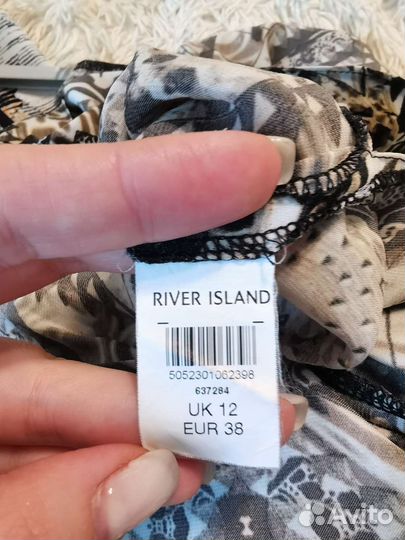 RIVER ISLAND
5052301062398
637284
UK 12
EUR 38
Avito